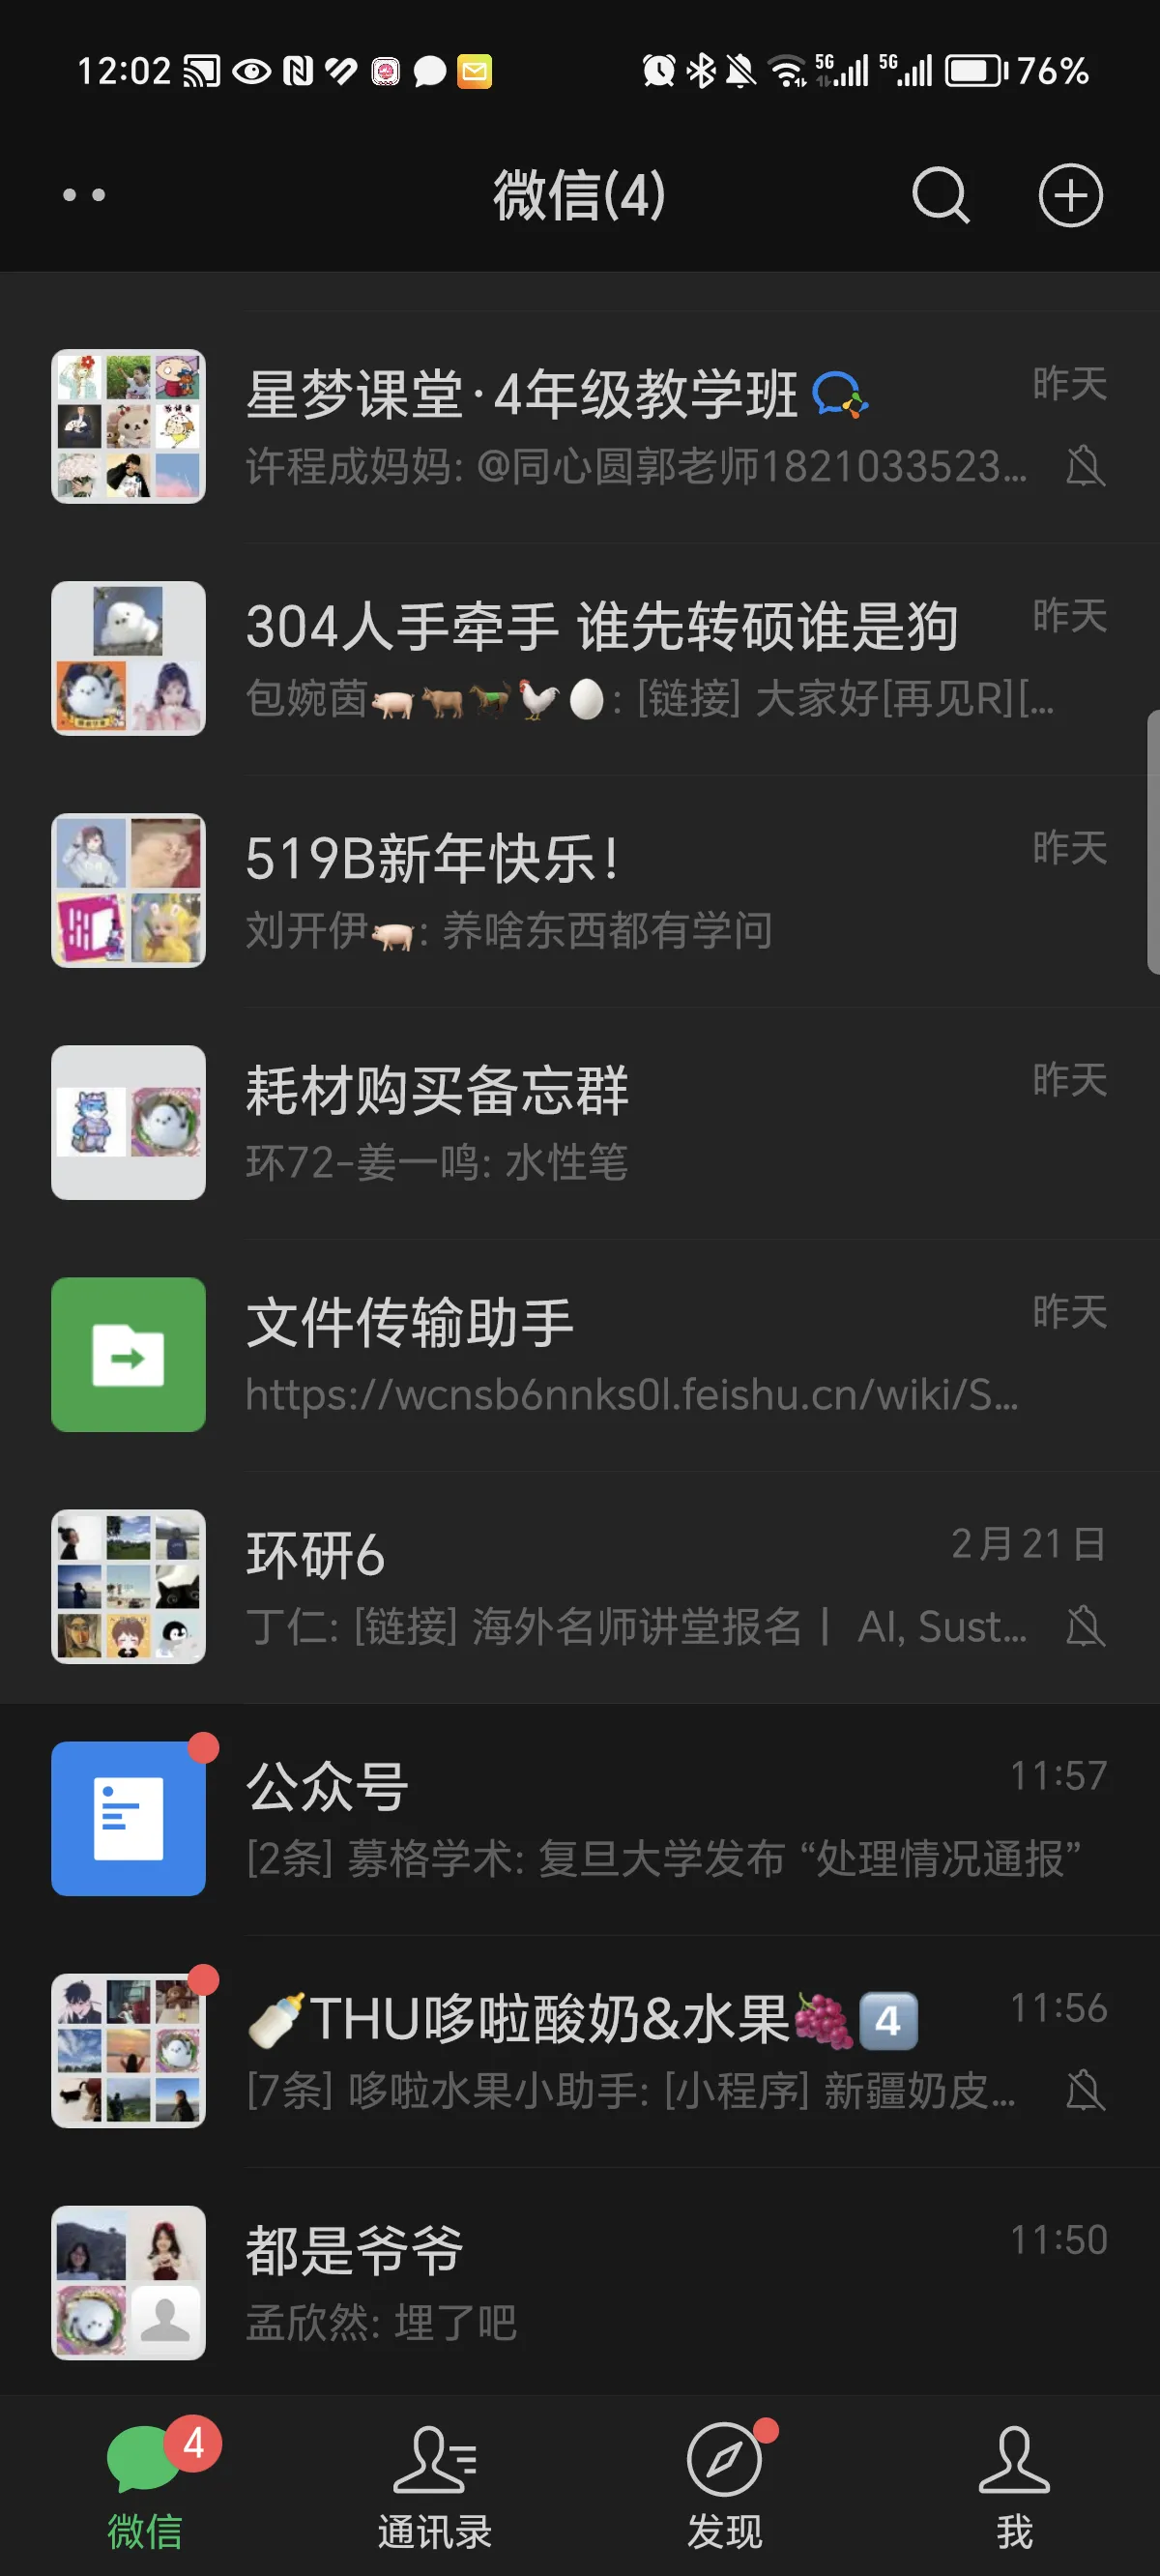 12:02 5G 5G 76%
微信(4)
星梦课堂·4年级教学班 昨天
许程成妈妈: @同心圆郭老师1821033523...
304人手牵手 谁先转硕谁是狗 昨天
包婉茵🐖🐂🐎🐓🥚: [链接] 大家好[再见R][...
519B新年快乐! 昨天
刘开伊🐖: 养啥东西都有学问
耗材购买备忘群 昨天
环72-姜一鸣: 水性笔
文件传输助手 昨天
https://wcnsb6nnks0l.feishu.cn/wiki/S...
环研6 2月21日
丁仁: [链接] 海外名师讲堂报名丨 AI, Sust...
公众号 11:57
[2条] 募格学术: 复旦大学发布 “处理情况通报”
🍼THU哆啦酸奶&水果🍇4️⃣ 11:56
[7条] 哆啦水果小助手: [小程序] 新疆奶皮...
都是爷爷 11:50
孟欣然: 埋了吧
4
微信 通讯录 发现 我